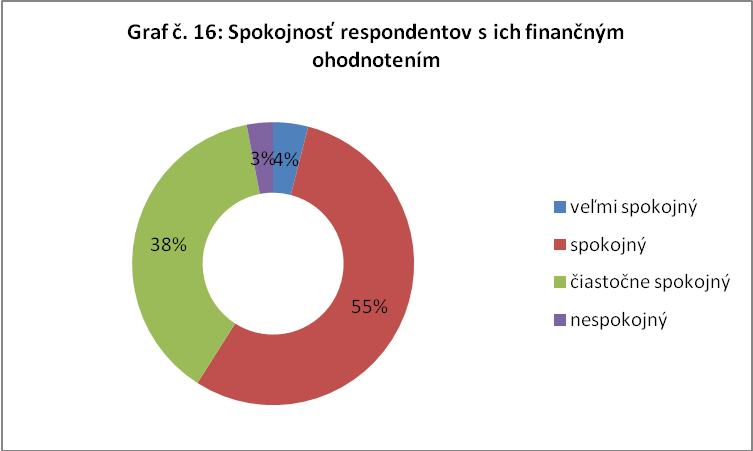 Graf č. 16: Spokojnosť respondentov s ich finančným
ohodnotením
3%
4%
38%
55%
veľmi spokojný
spokojný
čiastočne spokojný
nespokojný